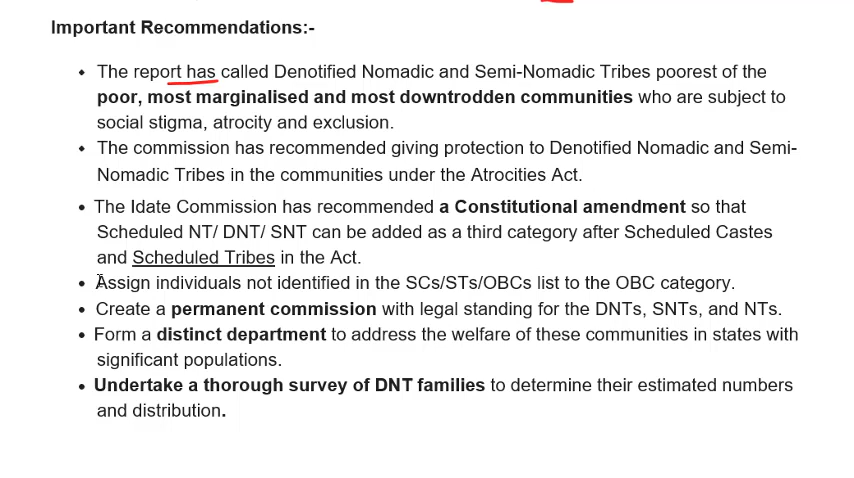 Important Recommendations:-
• The report has called Denotified Nomadic and Semi-Nomadic Tribes poorest of the
poor, most marginalised and most downtrodden communities who are subject to
social stigma, atrocity and exclusion.
• The commission has recommended giving protection to Denotified Nomadic and Semi-
Nomadic Tribes in the communities under the Atrocities Act.
• The Idate Commission has recommended a Constitutional amendment so that
Scheduled NT/ DNT/ SNT can be added as a third category after Scheduled Castes
and Scheduled Tribes in the Act.
• Assign individuals not identified in the SCs/STs/OBCs list to the OBC category.
• Create a permanent commission with legal standing for the DNTs, SNTs, and NTs.
• Form a distinct department to address the welfare of these communities in states with
significant populations.
• Undertake a thorough survey of DNT families to determine their estimated numbers
and distribution.